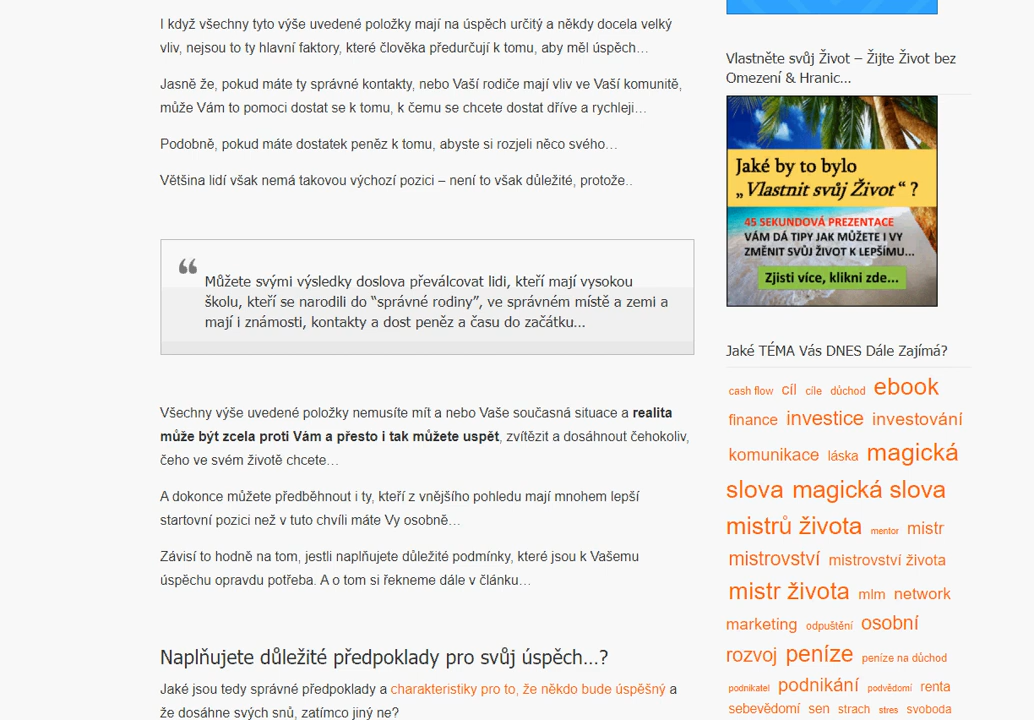 I když všechny tyto výše uvedené položky mají na úspěch určitý a někdy docela velký
vliv, nejsou to ty hlavní faktory, které člověka předurčují k tomu, aby měl úspěch…
Jasně že, pokud máte ty správné kontakty, nebo Vaší rodiče mají vliv ve Vaší komunitě,
může Vám to pomoci dostat se k tomu, k čemu se chcete dostat dříve a rychleji…
Podobně, pokud máte dostatek peněz k tomu, abyste si rozjeli něco svého…
Většina lidí však nemá takovou výchozí pozici – není to však důležité, protože..
“
Můžete svými výsledky doslova převálcovat lidi, kteří mají vysokou
školu, kteří se narodili do “správné rodiny”, ve správném místě a zemi a
mají i známosti, kontakty a dost peněz a času do začátku…
Všechny výše uvedené položky nemusíte mít a nebo Vaše současná situace a realita
může být zcela proti Vám a přesto i tak můžete uspět, zvítězit a dosáhnout čehokoliv,
čeho ve svém životě chcete…
A dokonce můžete předběhnout i ty, kteří z vnějšího pohledu mají mnohem lepší
startovní pozici než v tuto chvíli máte Vy osobně…
Závisí to hodně na tom, jestli naplňujete důležité podmínky, které jsou k Vašemu
úspěchu opravdu potřeba. A o tom si řekneme dále v článku…
Naplňujete důležité předpoklady pro svůj úspěch…?
Jaké jsou tedy správné předpoklady a charakteristiky pro to, že někdo bude úspěšný a
že dosáhne svých snů, zatímco jiný ne?
Vlastněte svůj Život – Žijte Život bez
Omezení & Hranic…
Jaké by to bylo
„Vlastnit svůj Život“ ?
45 SEKUNDOVÁ PREZENTACE
VÁM DÁ TIPY JAK MŮŽETE I VY
ZMĚNIT SVŮJ ŽIVOT K LEPŠÍMU...
Zjisti více, klikni zde...
Jaké TÉMA Vás DNES Dále Zajímá?
cash flow cíl cíle důchod ebook
finance investice investování
komunikace láska magická
slova magická slova
mistrů života mentor mistr
mistrovství mistrovství života
mistr života mlm network
marketing odpuštění osobní
rozvoj peníze peníze na důchod
podnikatel podnikání podvědomí renta
sebevědomí sen strach stres svoboda